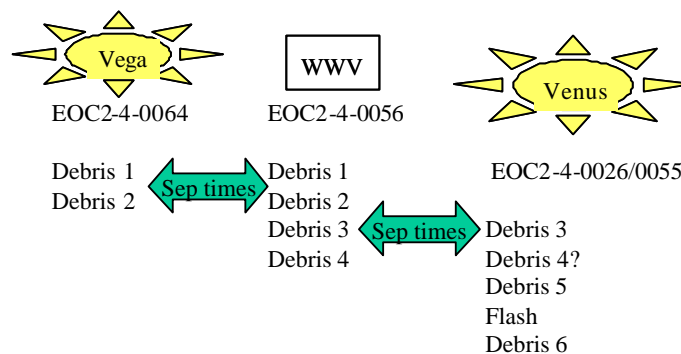 Vega
WWV
Venus
EOC2-4-0064
EOC2-4-0056
EOC2-4-0026/0055
Debris 1
Debris 2
Sep times
Debris 1
Debris 2
Debris 3
Debris 4
Sep times
Debris 3
Debris 4?
Debris 5
Flash
Debris 6